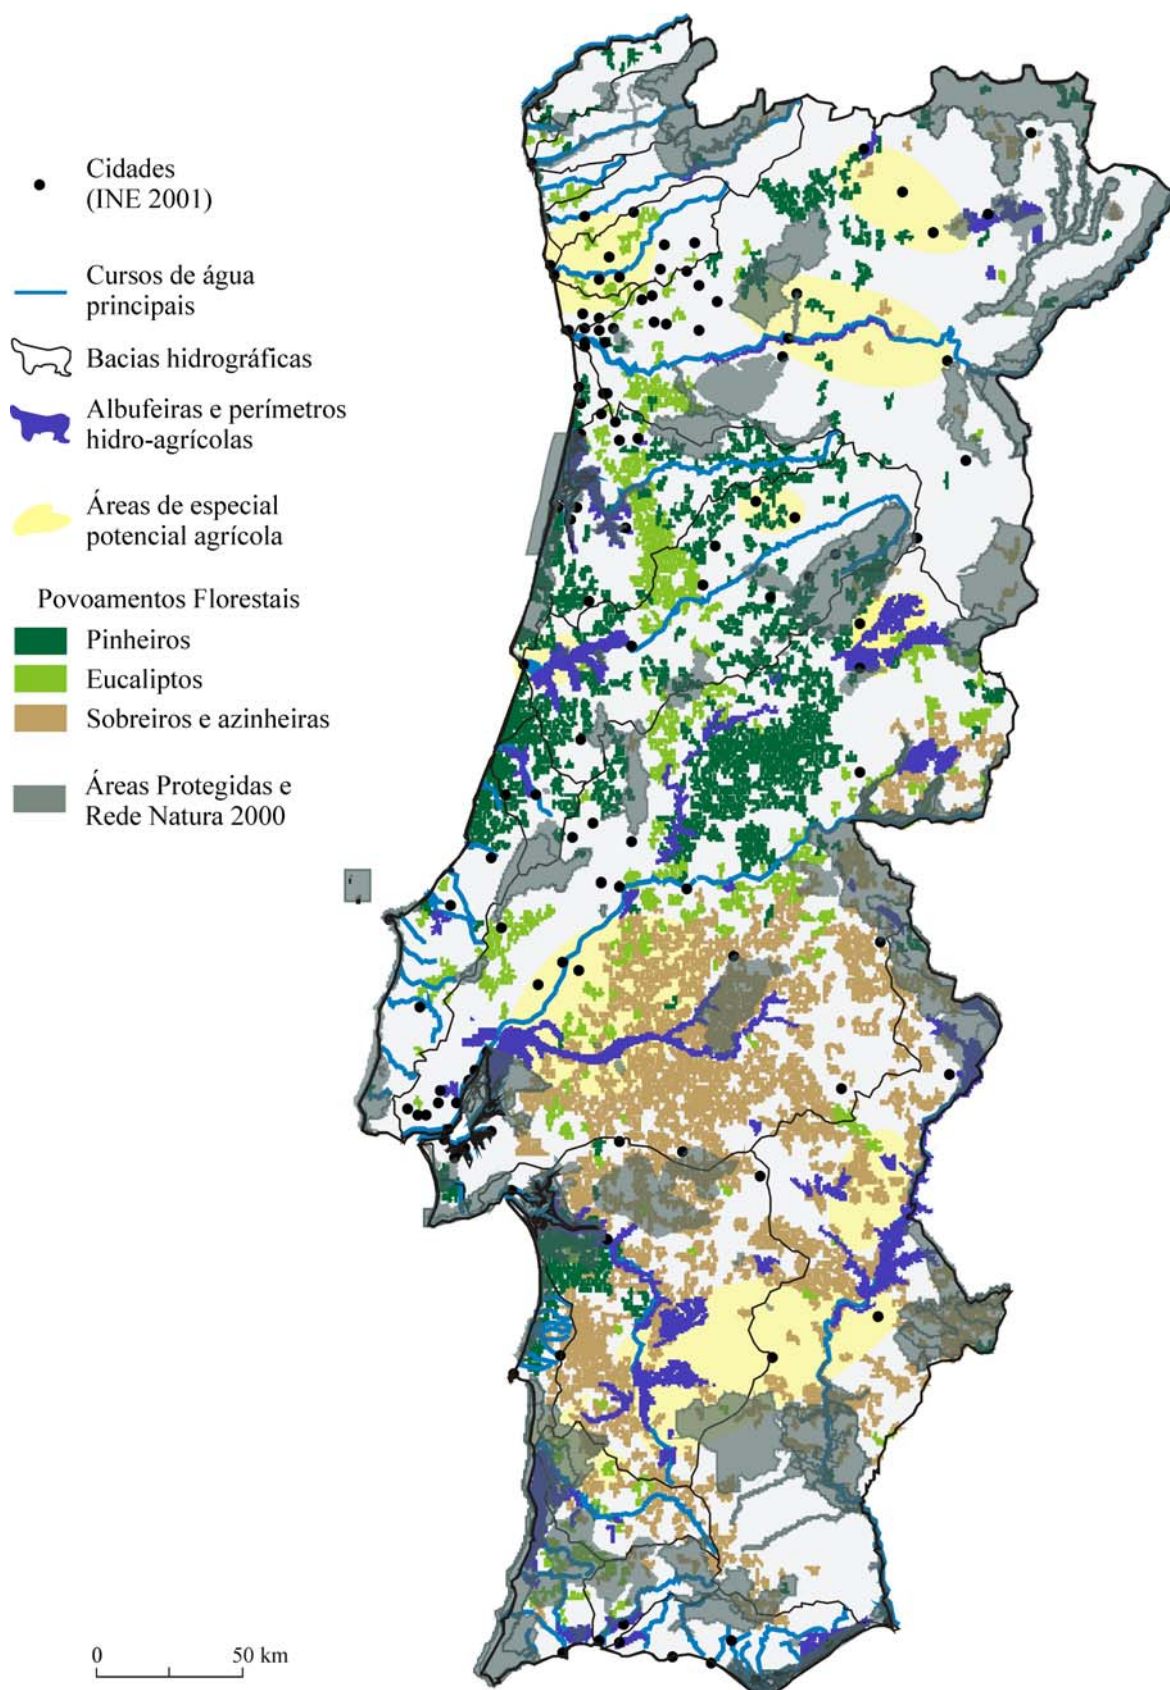 Cidades
(INE 2001)
Cursos de água
principais
Bacias hidrográficas
Albufeiras e perímetros
hidro-agrícolas
Áreas de especial
potencial agrícola
Povoamentos Florestais
Pinheiros
Eucaliptos
Sobreiros e azinheiras
Áreas Protegidas e
Rede Natura 2000
0 50 km